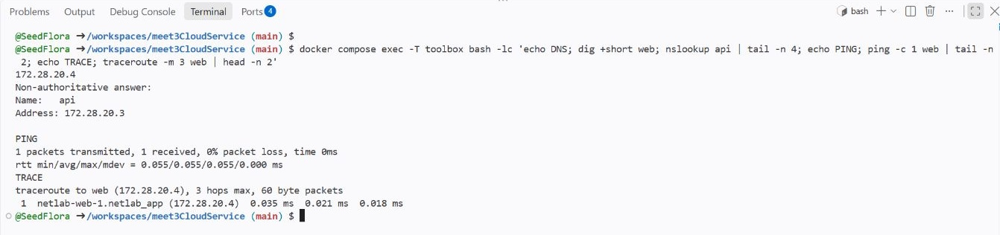 Problems Output Debug Console Terminal Ports 4 bash
@SeedFlora ➜/workspaces/meet3CloudService (main) $
@SeedFlora ➜/workspaces/meet3CloudService (main) $ docker compose exec -T toolbox bash -lc 'echo DNS; dig +short web; nslookup api | tail -n 4; echo PING; ping -c 1 web | tail -n
2; echo TRACE; traceroute -m 3 web | head -n 2'
172.28.20.4
Non-authoritative answer:
Name: api
Address: 172.28.20.3
PING
1 packets transmitted, 1 received, 0% packet loss, time 0ms
rtt min/avg/max/mdev = 0.055/0.055/0.055/0.000 ms
TRACE
traceroute to web (172.28.20.4), 3 hops max, 60 byte packets
1 netlab-web-1.netlab_app (172.28.20.4) 0.035 ms 0.021 ms 0.018 ms
@SeedFlora ➜/workspaces/meet3CloudService (main) $